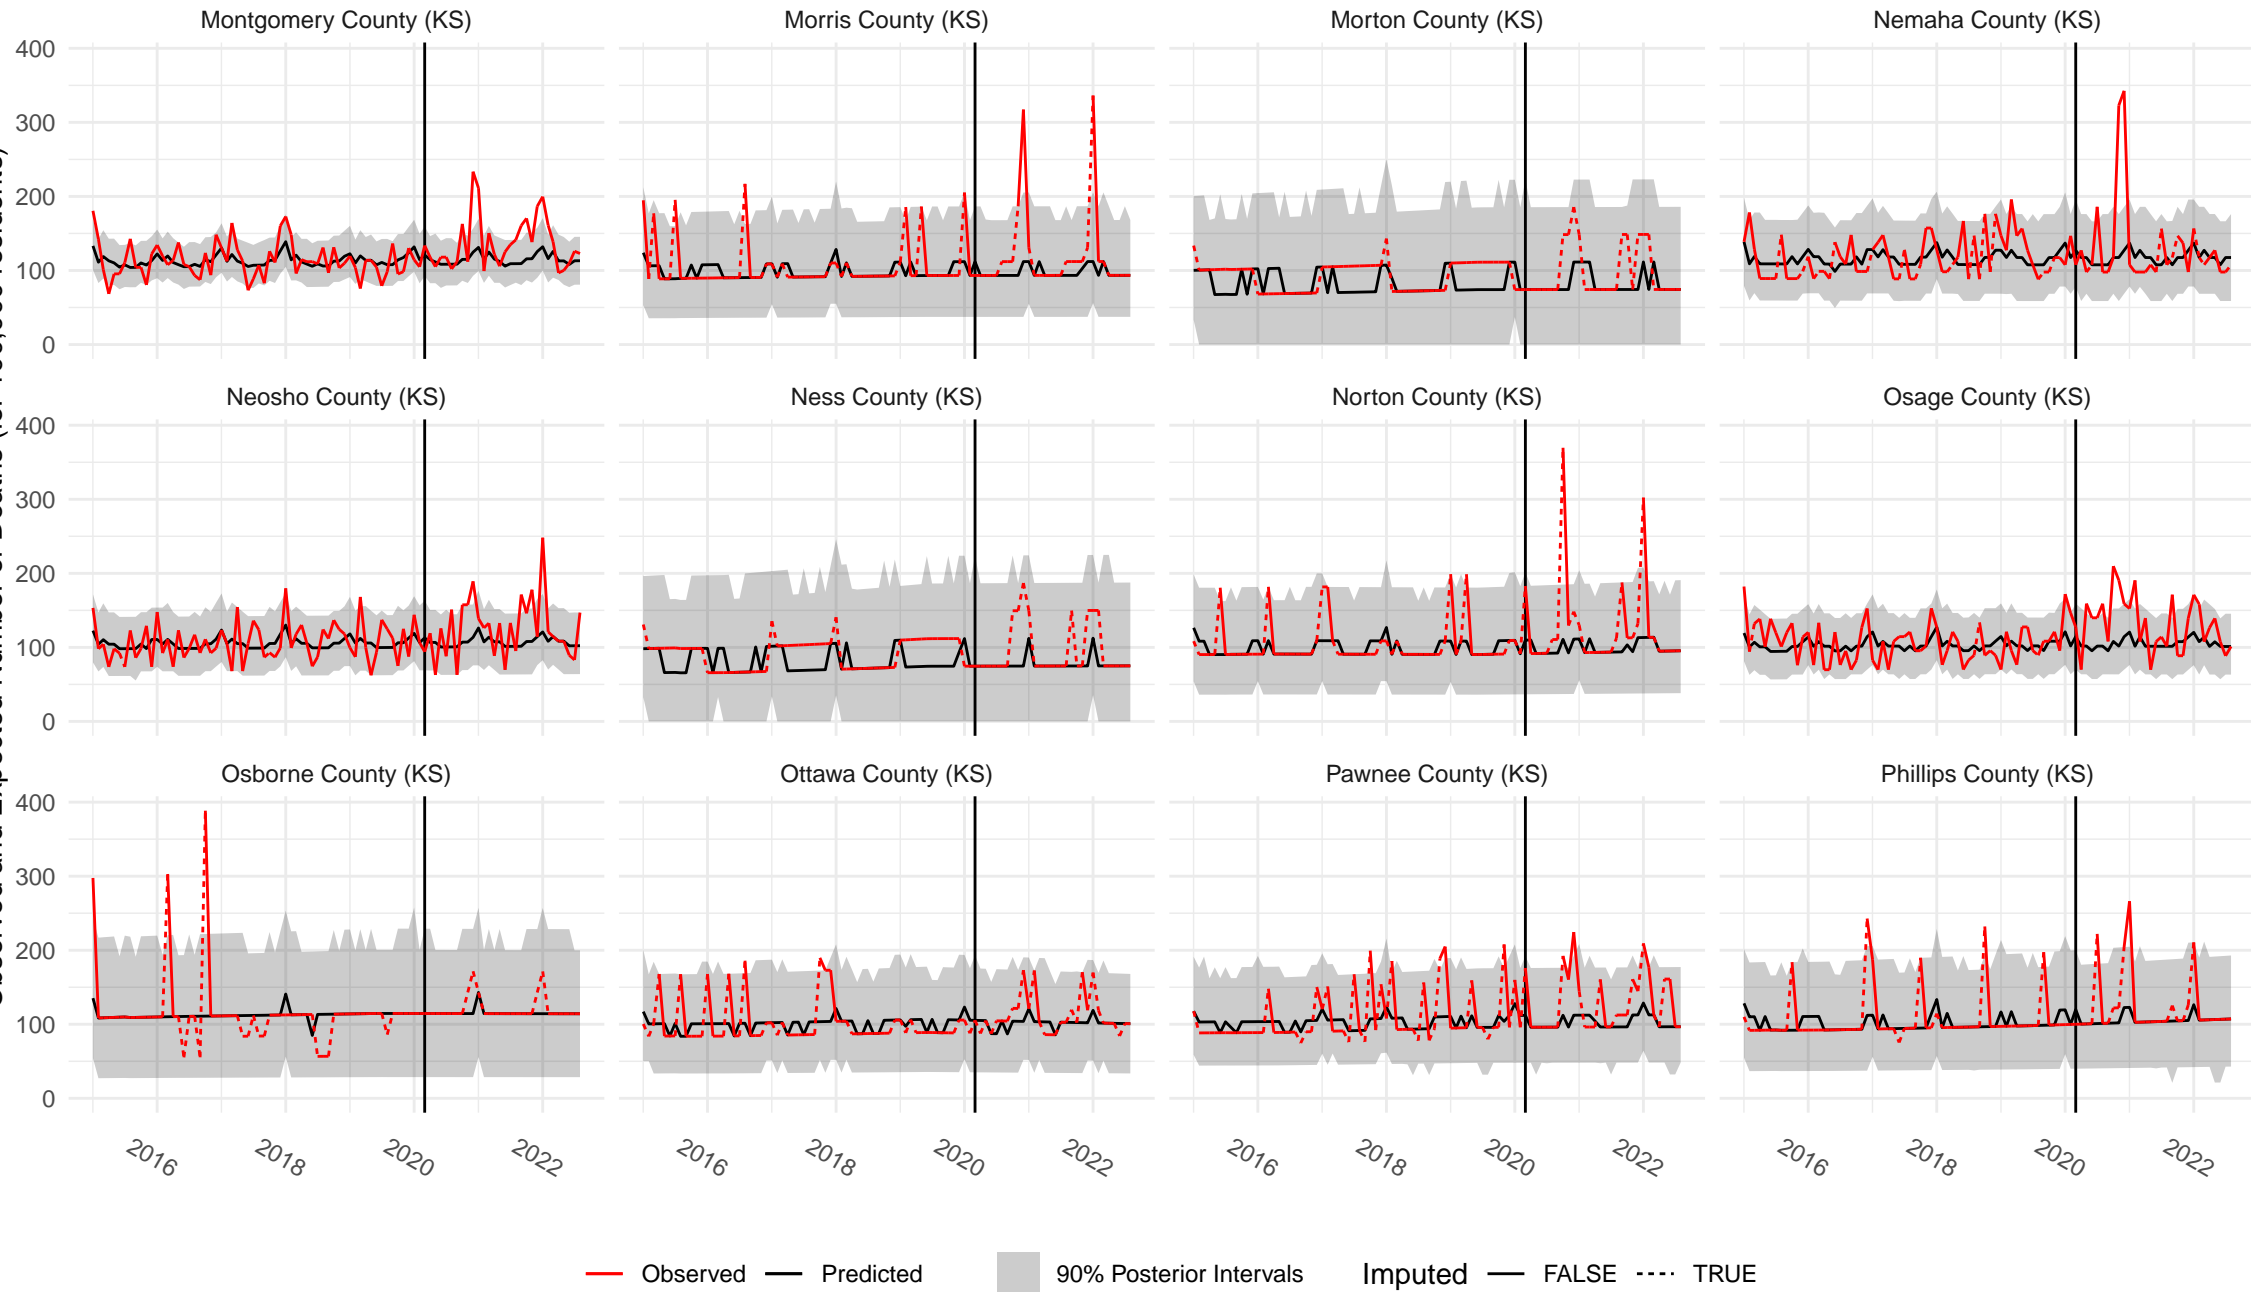 Montgomery County (KS)
Morris County (KS)
Morton County (KS)
Nemaha County (KS)
400
300
200
100
0
Neosho County (KS)
Ness County (KS)
Norton County (KS)
Osage County (KS)
400
300
200
100
0
Osborne County (KS)
Ottawa County (KS)
Pawnee County (KS)
Phillips County (KS)
400
300
200
100
0
2016 2018 2020 2022
2016 2018 2020 2022
2016 2018 2020 2022
2016 2018 2020 2022
Observed Predicted 90% Posterior Intervals Imputed FALSE TRUE